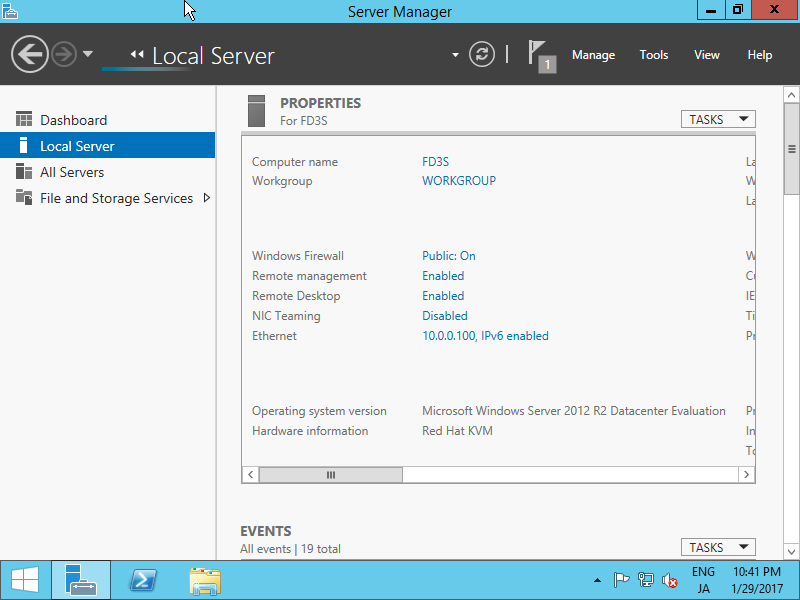 Server Manager
Local Server
1
Manage Tools View Help
Dashboard
Local Server
All Servers
File and Storage Services
PROPERTIES
For FD3S
TASKS
Computer name FD3S La
Workgroup WORKGROUP W
La
Windows Firewall Public: On W
Remote management Enabled Cu
Remote Desktop Enabled IE
NIC Teaming Disabled Ti
Ethernet 10.0.0.100, IPv6 enabled Pr
Operating system version Microsoft Windows Server 2012 R2 Datacenter Evaluation Pr
Hardware information Red Hat KVM In
To
EVENTS
All events | 19 total
TASKS
ENG 10:41 PM
JA 1/29/2017